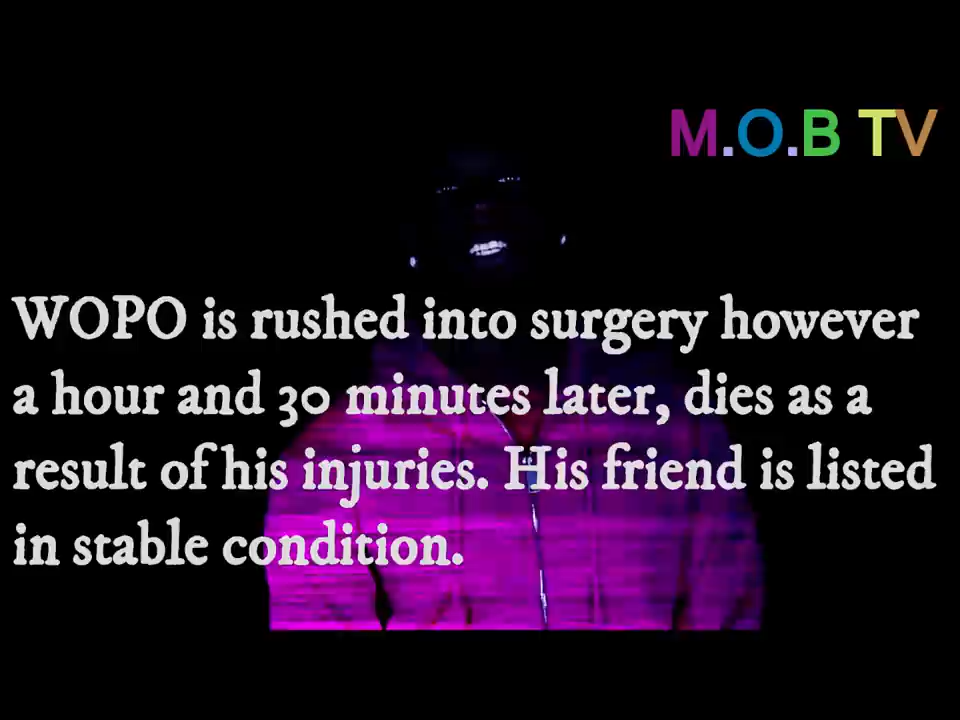 M.O.B TV
WOPO is rushed into surgery however
a hour and 30 minutes later, dies as a
result of his injuries. His friend is listed
in stable condition.